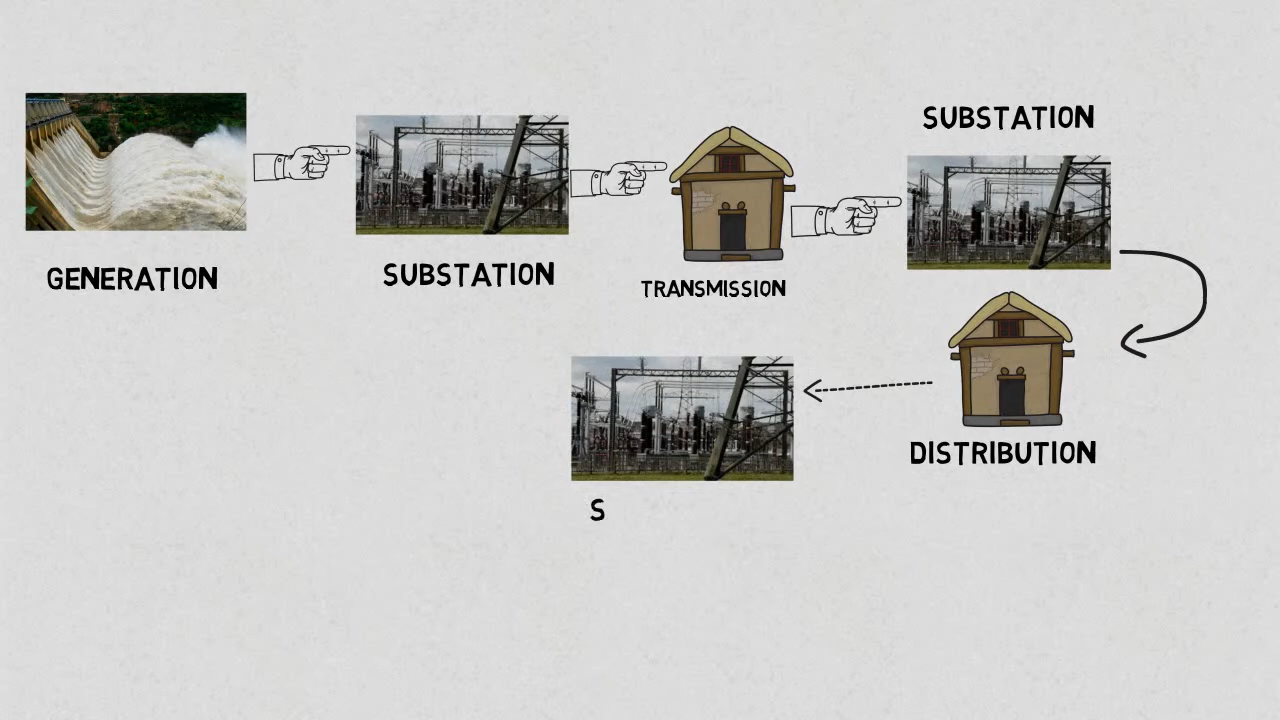 GENERATION
SUBSTATION
TRANSMISSION
SUBSTATION
DISTRIBUTION
S